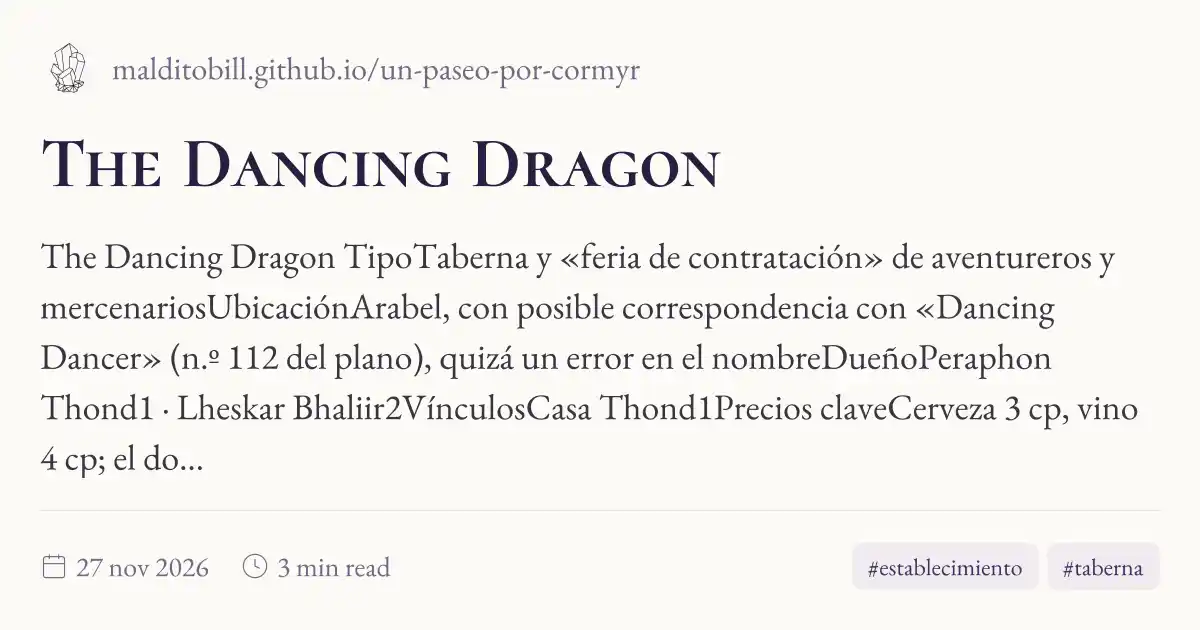 malditobill.github.io/un-paseo-por-cormyr
The Dancing Dragon
The Dancing Dragon TipoTaberna y «feria de contratación» de aventureros y
mercenariosUbicaciónArabel, con posible correspondencia con «Dancing
Dancer» (n.º 112 del plano), quizá un error en el nombreDueñoPeraphon
Thond1 · Lheskar Bhaliir2VínculosCasa Thond1Precios claveCerveza 3 cp, vino
4 cp; el do...
27 nov 2026 3 min read #establecimiento #taberna